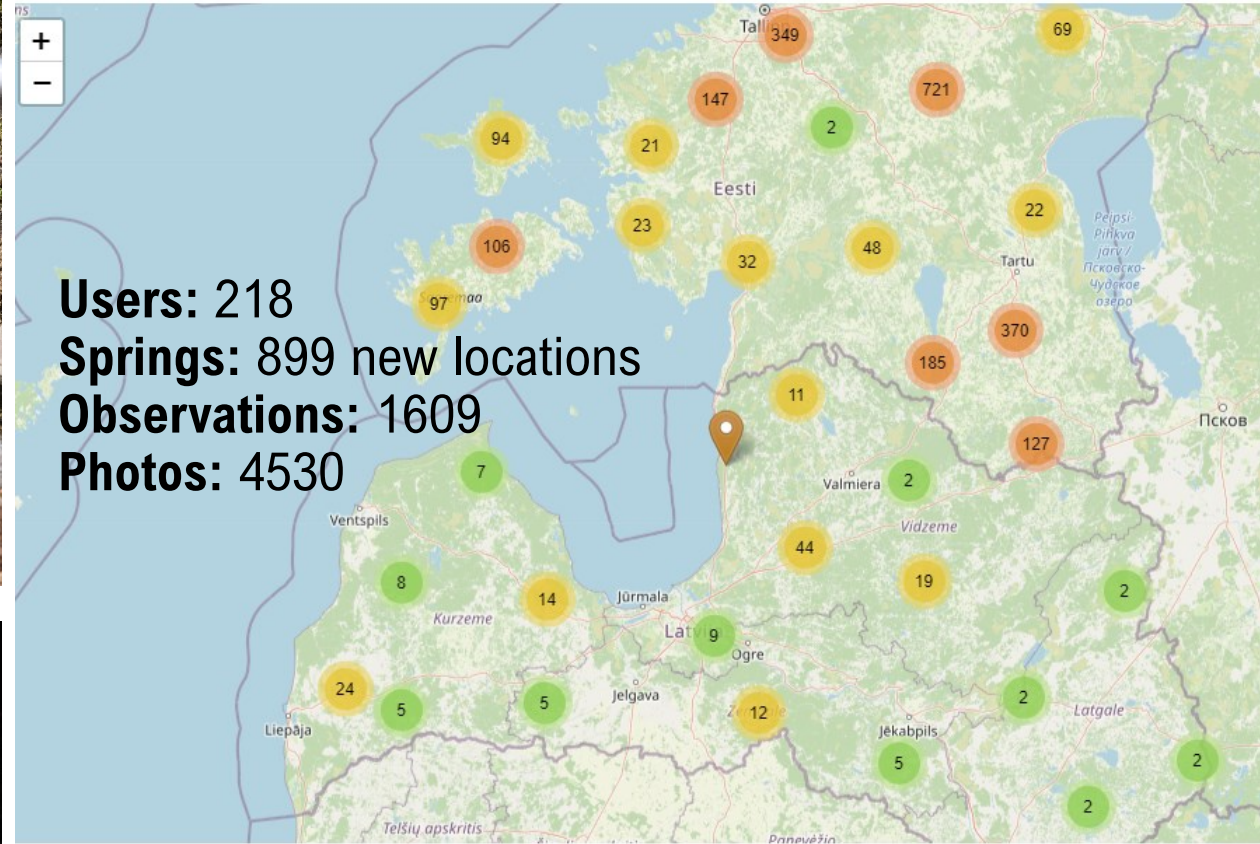 +
−
Tallinn
349
69
147
721
2
94
21
Eesti
22
23
106
48
32
Tartu
Peipsi-
Pihkva
järv /
Псковско-
Чудское
озеро
97
Saaremaa
Users: 218
Springs: 899 new locations
Observations: 1609
Photos: 4530
370
185
11
127
Псков
7
Valmiera
2
Ventspils
Vidzeme
44
8
14
19
2
Jūrmala
Kurzeme
Latvija
9
Ogre
24
5
5
Jelgava
12
2
Latgale
Liepāja
Jēkabpils
5
2
2
Telšių apskritis